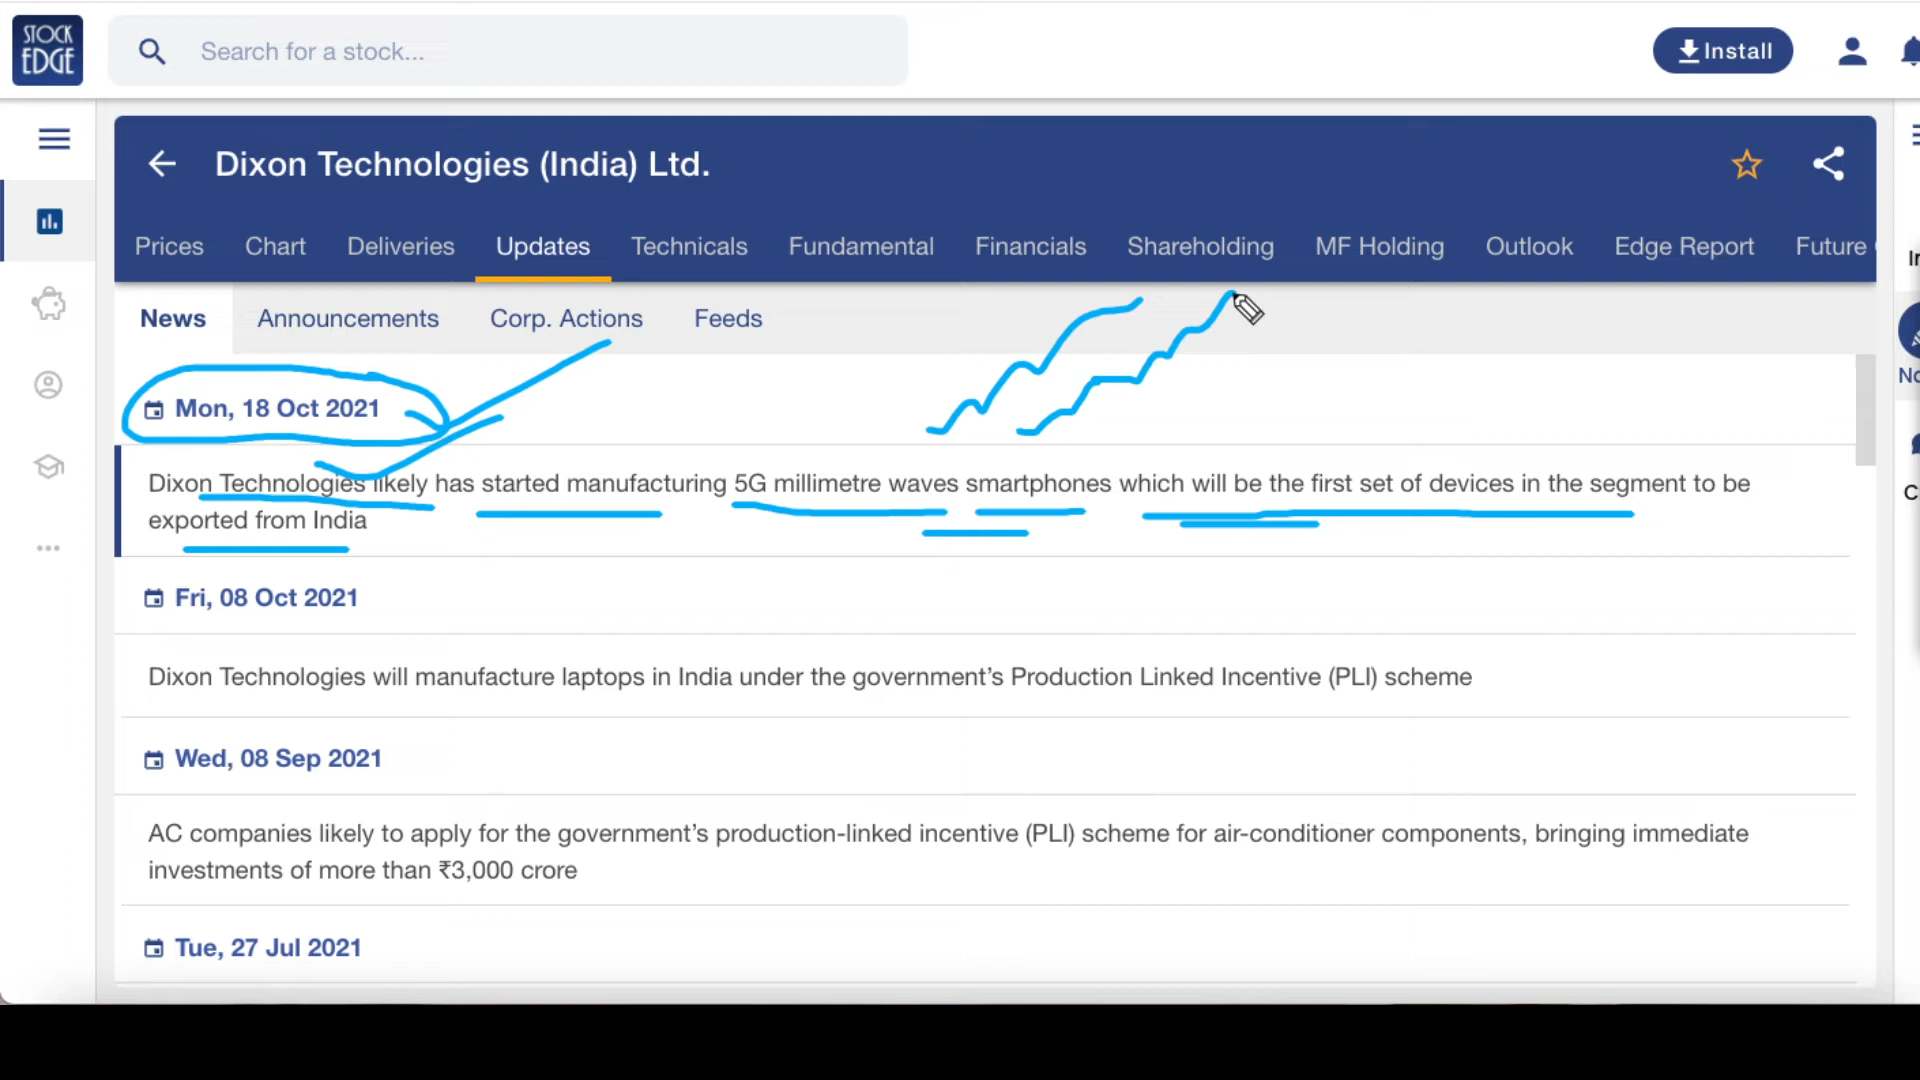 STOCK
EDGE
Search for a stock...
Install
Dixon Technologies (India) Ltd.
Prices Chart Deliveries Updates Technicals Fundamental Financials Shareholding MF Holding Outlook Edge Report Future
News Announcements Corp. Actions Feeds
Mon, 18 Oct 2021
Dixon Technologies likely has started manufacturing 5G millimetre waves smartphones which will be the first set of devices in the segment to be
exported from India
Fri, 08 Oct 2021
Dixon Technologies will manufacture laptops in India under the government’s Production Linked Incentive (PLI) scheme
Wed, 08 Sep 2021
AC companies likely to apply for the government’s production-linked incentive (PLI) scheme for air-conditioner components, bringing immediate
investments of more than ₹3,000 crore
Tue, 27 Jul 2021